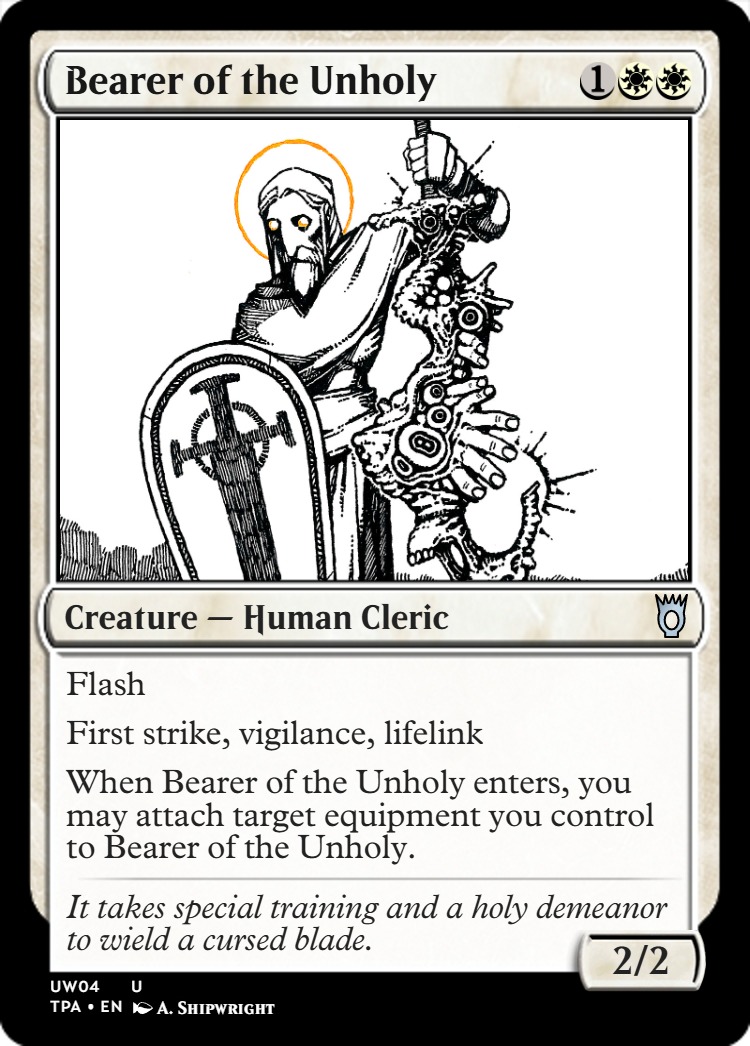 Bearer of the Unholy 1
Creature — Human Cleric
Flash
First strike, vigilance, lifelink
When Bearer of the Unholy enters, you
may attach target equipment you control
to Bearer of the Unholy.
It takes special training and a holy demeanor
to wield a cursed blade.
2/2
UW04 U
TPA • EN A. Shipwright